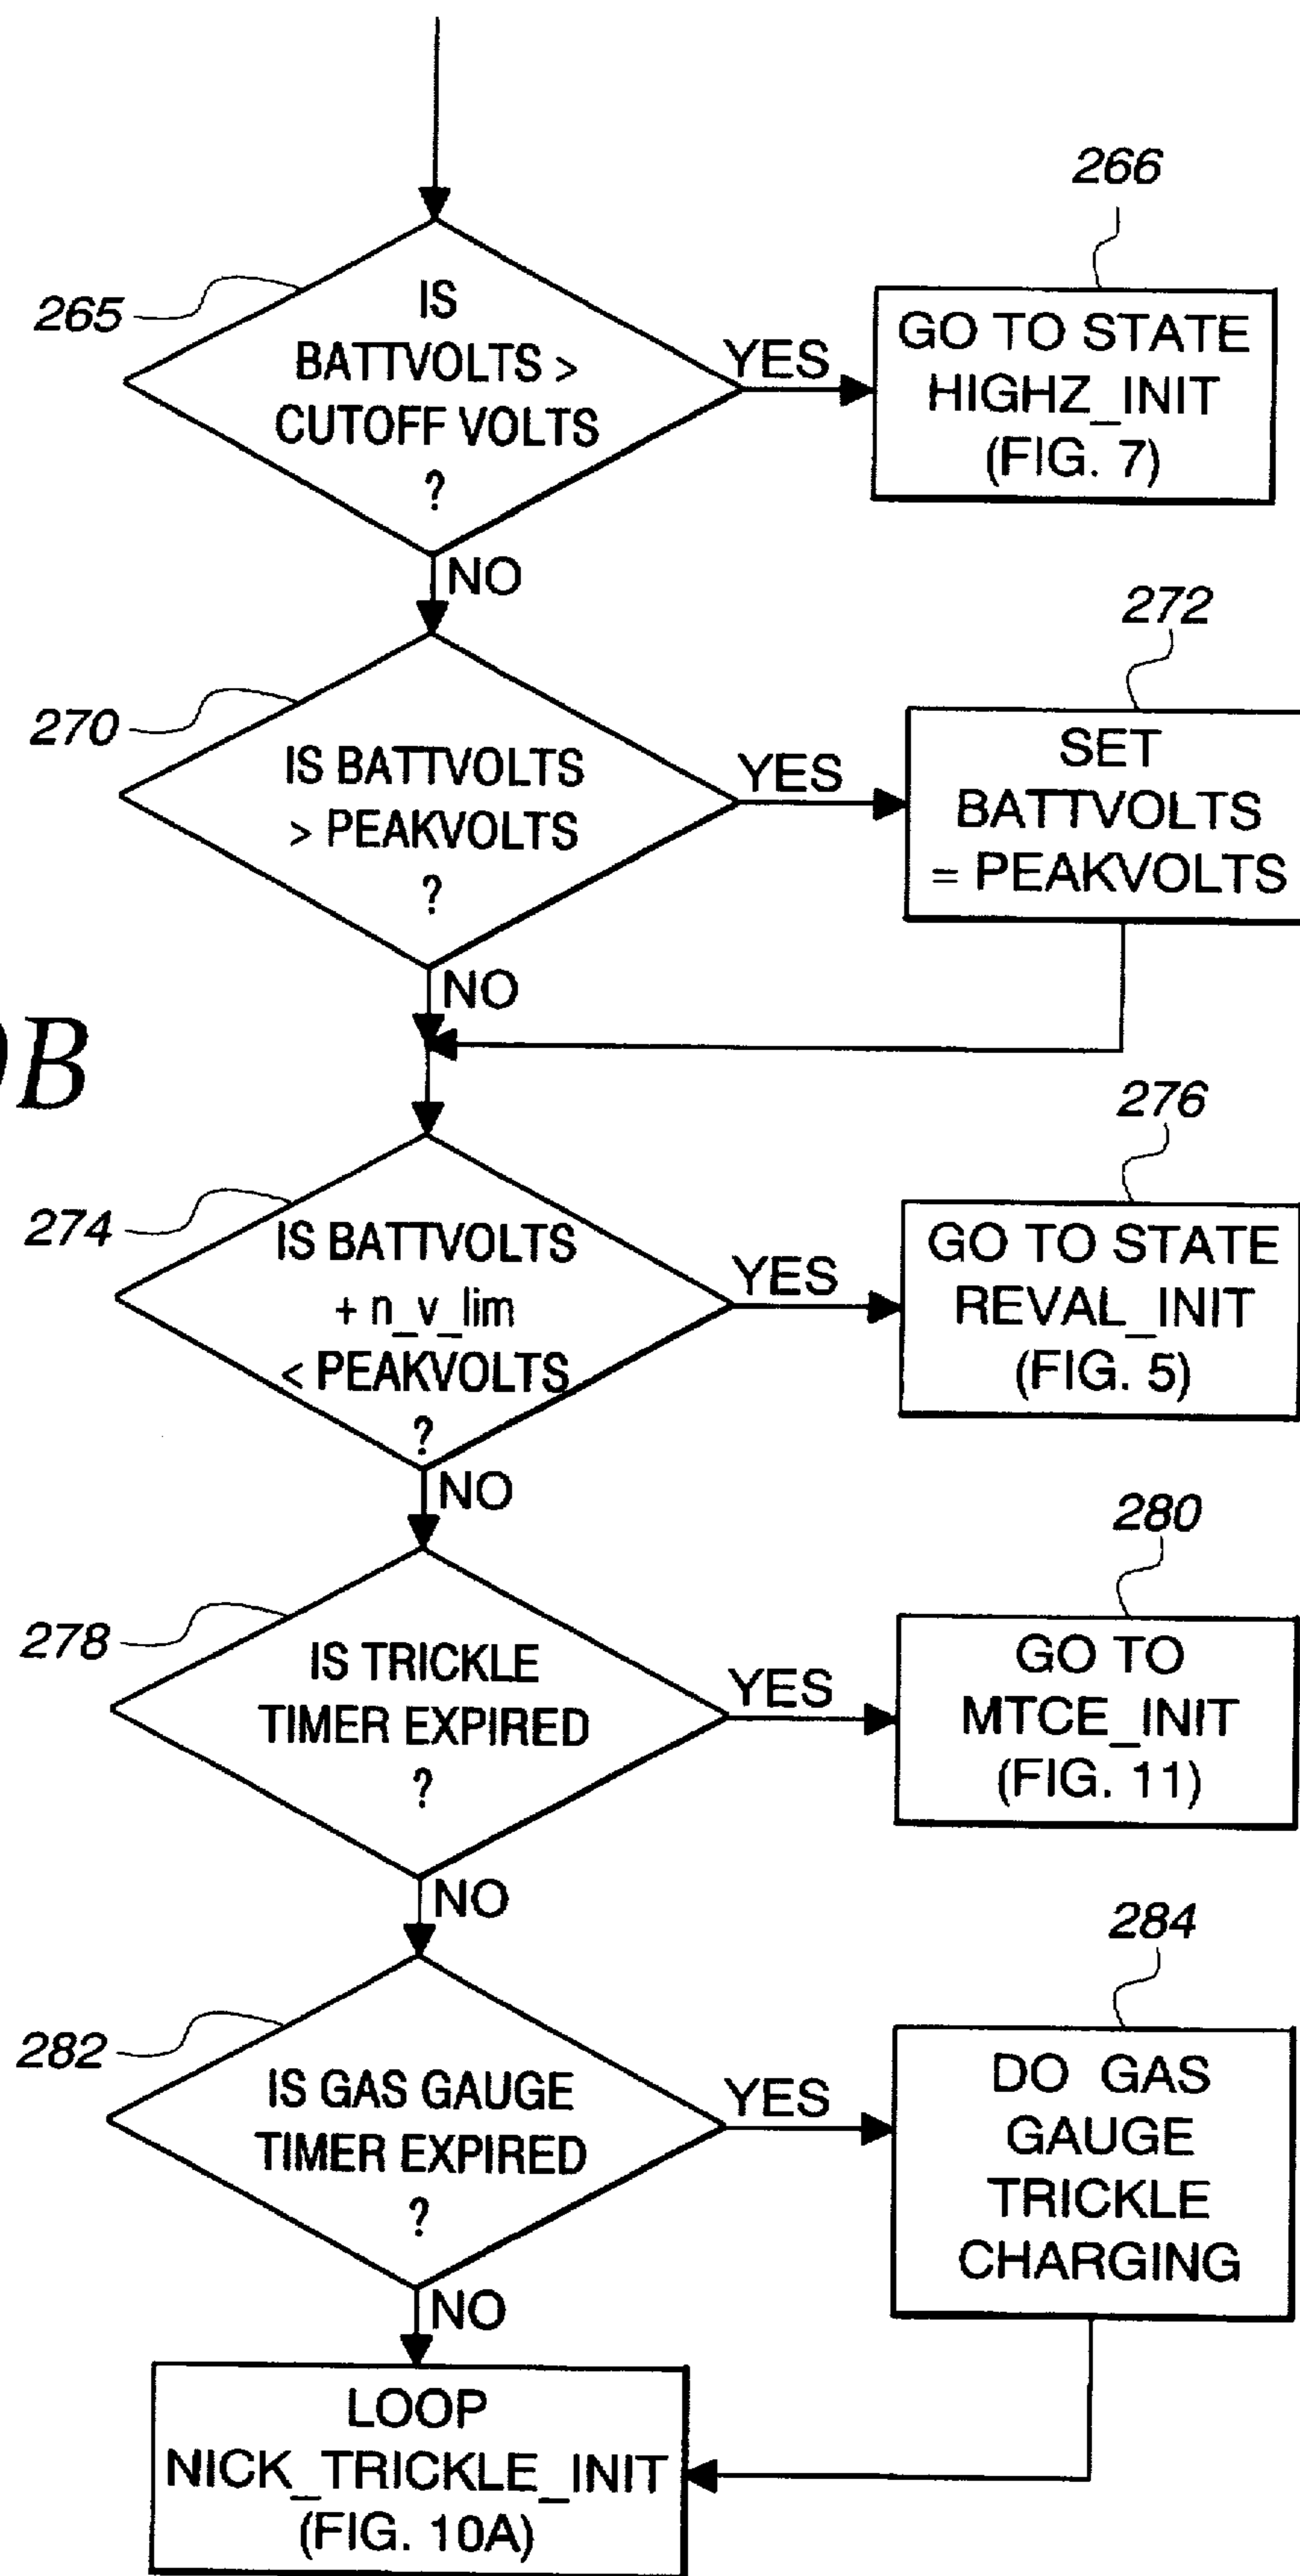 266
265
IS
BATTVOLTS >
CUTOFF VOLTS
?
YES
GO TO STATE
HIGHZ_INIT
(FIG. 7)
NO
272
270
IS BATTVOLTS
> PEAKVOLTS
?
YES
SET
BATTVOLTS
= PEAKVOLTS
NO
B
276
274
IS BATTVOLTS
+ n_v_lim
< PEAKVOLTS
?
YES
GO TO STATE
REVAL_INIT
(FIG. 5)
NO
280
278
IS TRICKLE
TIMER EXPIRED
?
YES
GO TO
MTCE_INIT
(FIG. 11)
NO
284
282
IS GAS GAUGE
TIMER EXPIRED
?
YES
DO GAS
GAUGE
TRICKLE
CHARGING
NO
LOOP
NICK_TRICKLE_INIT
(FIG. 10A)